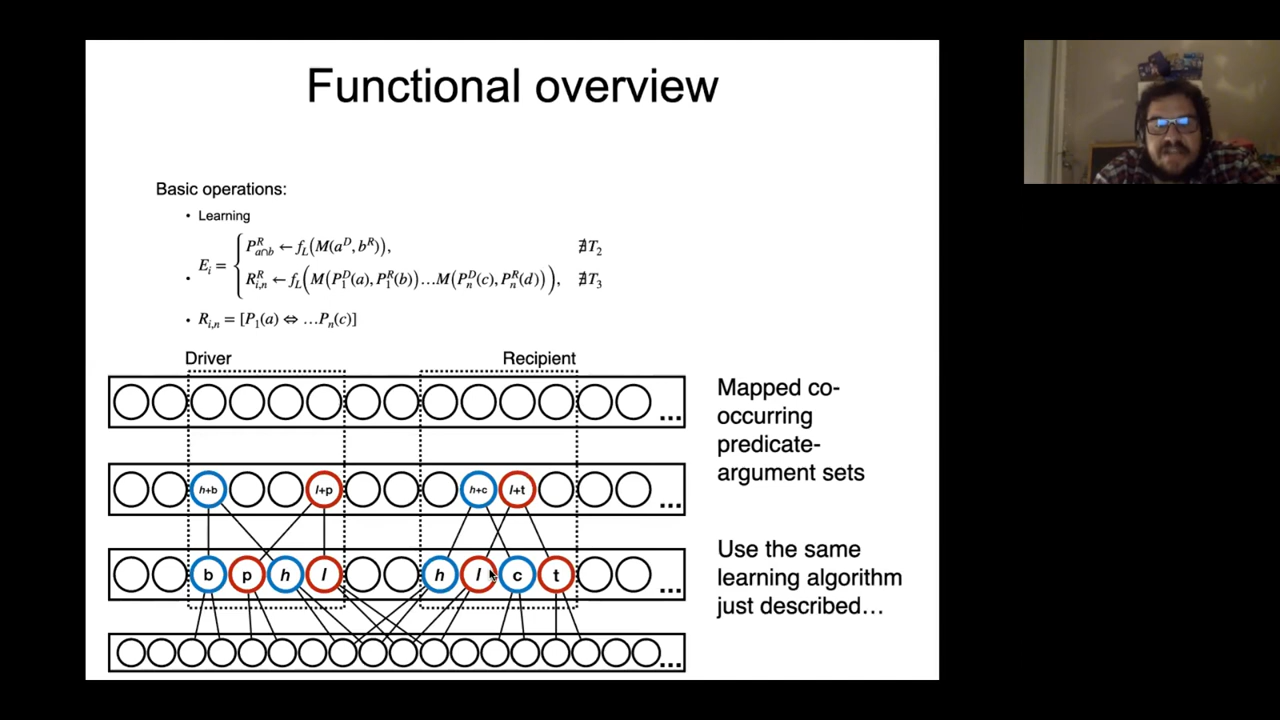 Functional overview
Basic operations:
• Learning
• E_i = { P^R_{a∩b} ← f_L(M(a^D, b^R)), ∄T_2
R^R_{i,n} ← f_L(M(P^D_1(a), P^R_1(b))…M(P^D_n(c), P^R_n(d))), ∄T_3
• R_{i,n} = [P_1(a) ⇔ …P_n(c)]
Driver Recipient
...
Mapped co-
occurring
predicate-
argument sets
h+b l+p h+c l+t ...
b p h l h l c t ...
Use the same
learning algorithm
just described…
...